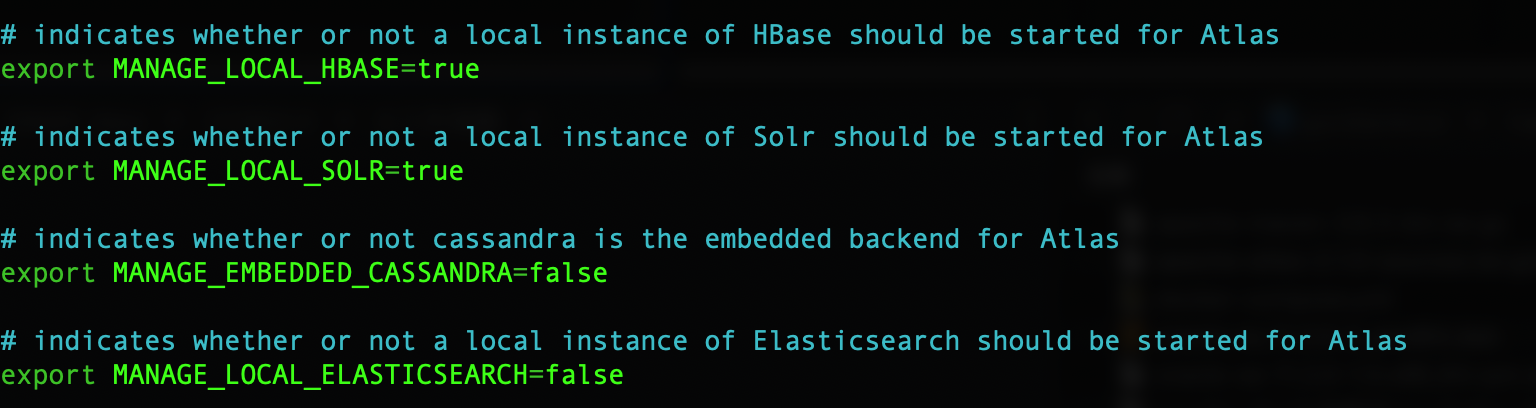 # indicates whether or not a local instance of HBase should be started for Atlas
export MANAGE_LOCAL_HBASE=true
# indicates whether or not a local instance of Solr should be started for Atlas
export MANAGE_LOCAL_SOLR=true
# indicates whether or not cassandra is the embedded backend for Atlas
export MANAGE_EMBEDDED_CASSANDRA=false
# indicates whether or not a local instance of Elasticsearch should be started for Atlas
export MANAGE_LOCAL_ELASTICSEARCH=false